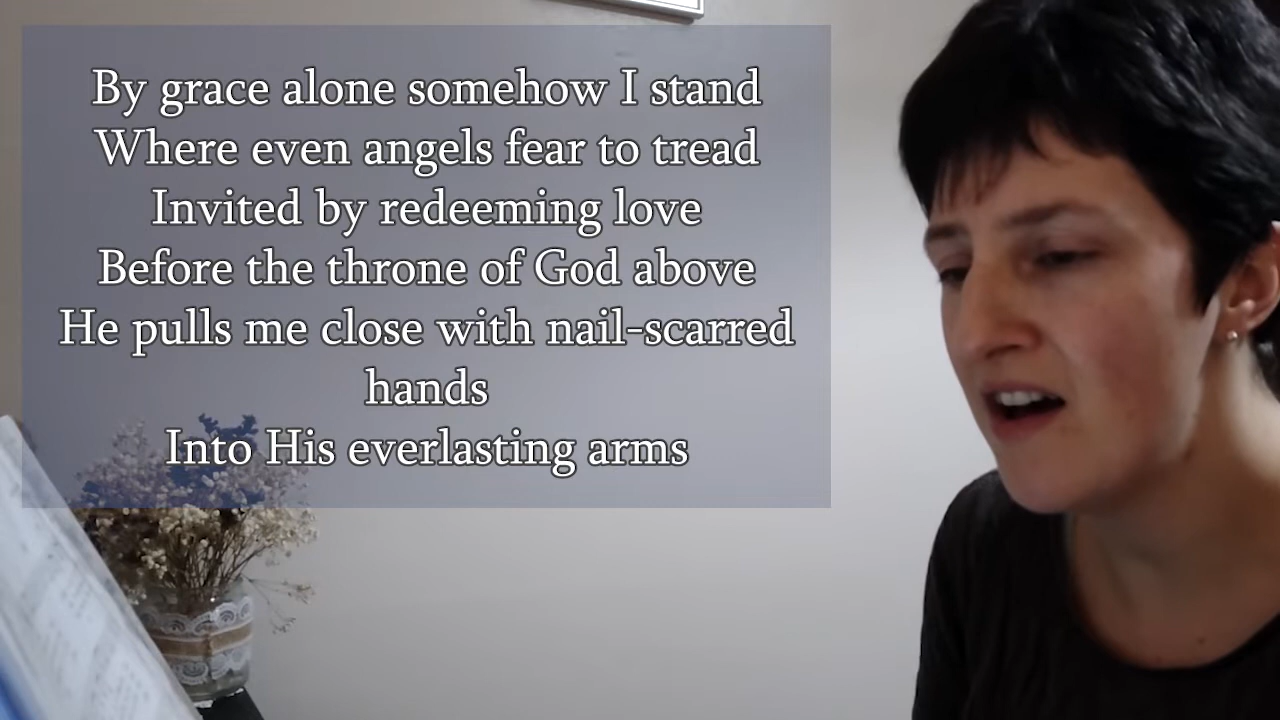 By grace alone somehow I stand
Where even angels fear to tread
Invited by redeeming love
Before the throne of God above
He pulls me close with nail-scarred
hands
Into His everlasting arms